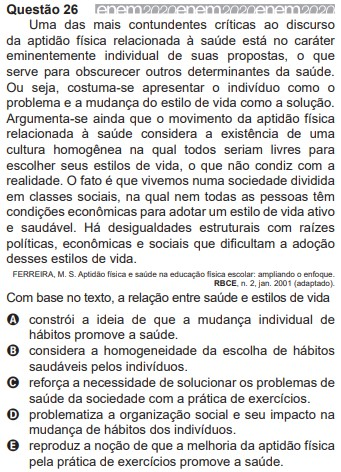 Questão 26 enem2020enem2020enem2020
Uma das mais contundentes críticas ao discurso
da aptidão física relacionada à saúde está no caráter
eminentemente individual de suas propostas, o que
serve para obscurecer outros determinantes da saúde.
Ou seja, costuma-se apresentar o indivíduo como o
problema e a mudança do estilo de vida como a solução.
Argumenta-se ainda que o movimento da aptidão física
relacionada à saúde considera a existência de uma
cultura homogênea na qual todos seriam livres para
escolher seus estilos de vida, o que não condiz com a
realidade. O fato é que vivemos numa sociedade dividida
em classes sociais, na qual nem todas as pessoas têm
condições econômicas para adotar um estilo de vida ativo
e saudável. Há desigualdades estruturais com raízes
políticas, econômicas e sociais que dificultam a adoção
desses estilos de vida.
FERREIRA, M. S. Aptidão física e saúde na educação física escolar: ampliando o enfoque.
RBCE, n. 2, jan. 2001 (adaptado).
Com base no texto, a relação entre saúde e estilos de vida
A constrói a ideia de que a mudança individual de
hábitos promove a saúde.
B considera a homogeneidade da escolha de hábitos
saudáveis pelos indivíduos.
C reforça a necessidade de solucionar os problemas de
saúde da sociedade com a prática de exercícios.
D problematiza a organização social e seu impacto na
mudança de hábitos dos indivíduos.
E reproduz a noção de que a melhoria da aptidão física
pela prática de exercícios promove a saúde.